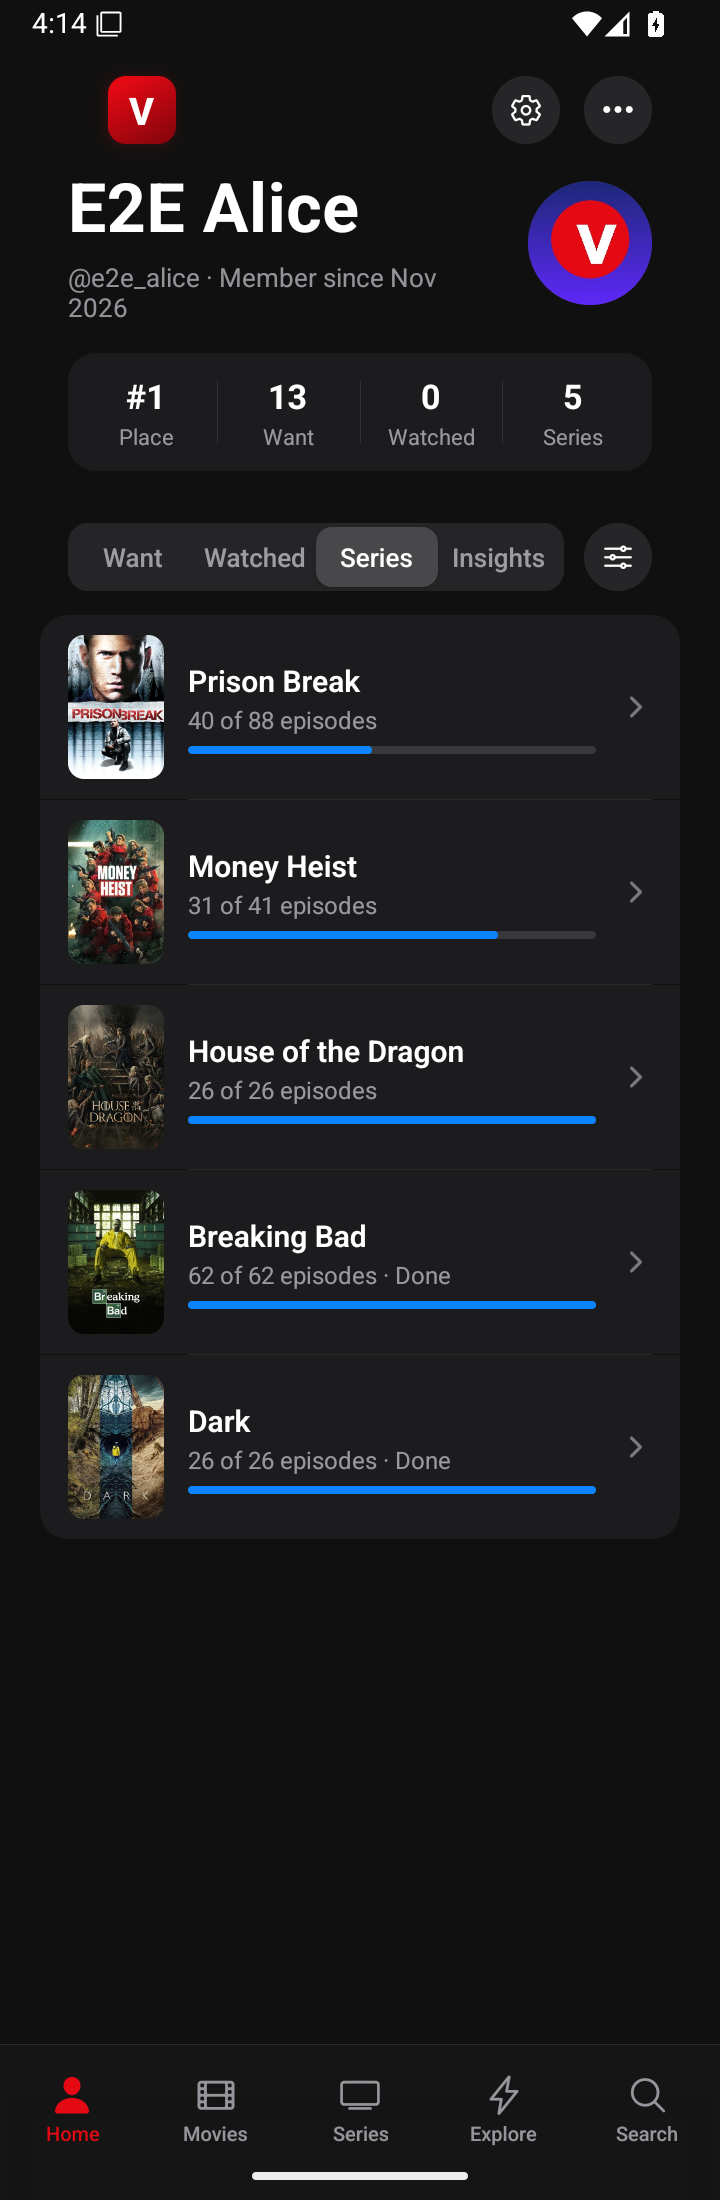 4:14
V
E2E Alice
V
@e2e_alice · Member since Nov
2026
#1
13
0
5
Place
Want
Watched
Series
Want
Watched
Series
Insights
PRISON BREAK
Prison Break
40 of 88 episodes
MONEY
HEIST
Money Heist
31 of 41 episodes
HOUSE OF THE
DRAGON
House of the Dragon
26 of 26 episodes
Breaking
Bad
Breaking Bad
62 of 62 episodes · Done
DARK
Dark
26 of 26 episodes · Done
Home
Movies
Series
Explore
Search